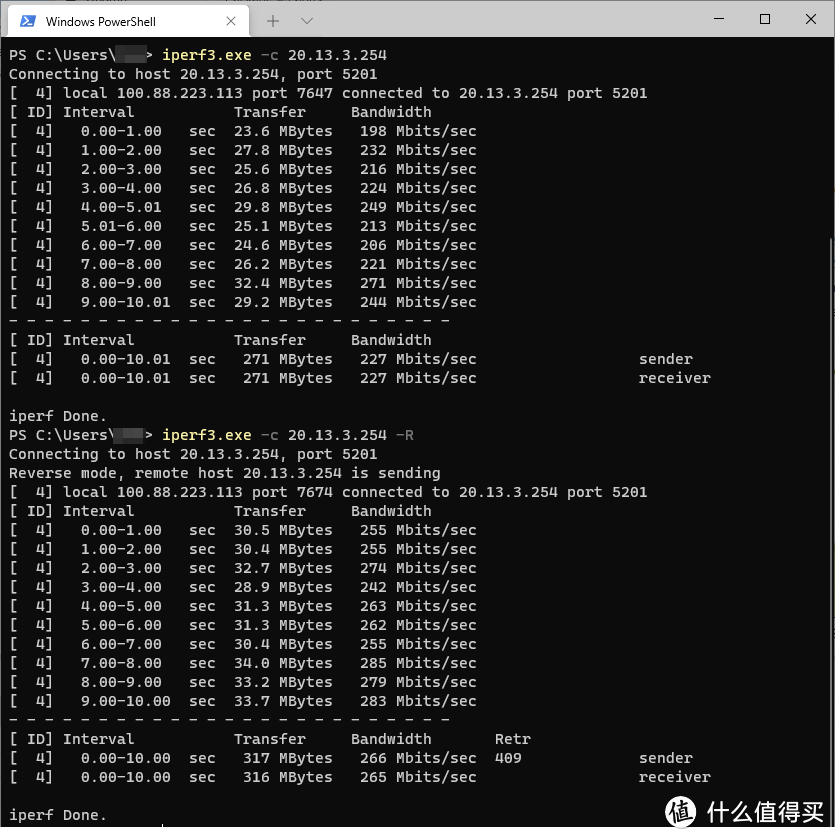 Windows PowerShell
PS C:\Users\ > iperf3.exe -c 20.13.3.254
Connecting to host 20.13.3.254, port 5201
[  4] local 100.88.223.113 port 7647 connected to 20.13.3.254 port 5201
[ ID] Interval           Transfer     Bandwidth
[  4]   0.00-1.00   sec  23.6 MBytes   198 Mbits/sec
[  4]   1.00-2.00   sec  27.8 MBytes   232 Mbits/sec
[  4]   2.00-3.00   sec  25.6 MBytes   216 Mbits/sec
[  4]   3.00-4.00   sec  26.8 MBytes   224 Mbits/sec
[  4]   4.00-5.01   sec  29.8 MBytes   249 Mbits/sec
[  4]   5.01-6.00   sec  25.1 MBytes   213 Mbits/sec
[  4]   6.00-7.00   sec  24.6 MBytes   206 Mbits/sec
[  4]   7.00-8.00   sec  26.2 MBytes   221 Mbits/sec
[  4]   8.00-9.00   sec  32.4 MBytes   271 Mbits/sec
[  4]   9.00-10.01  sec  29.2 MBytes   244 Mbits/sec
- - - - - - - - - - - - - - - - - - - - - - - - -
[ ID] Interval           Transfer     Bandwidth
[  4]   0.00-10.01  sec   271 MBytes   227 Mbits/sec                  sender
[  4]   0.00-10.01  sec   271 MBytes   227 Mbits/sec                  receiver
iperf Done.
PS C:\Users\ > iperf3.exe -c 20.13.3.254 -R
Connecting to host 20.13.3.254, port 5201
Reverse mode, remote host 20.13.3.254 is sending
[  4] local 100.88.223.113 port 7674 connected to 20.13.3.254 port 5201
[ ID] Interval           Transfer     Bandwidth
[  4]   0.00-1.00   sec  30.5 MBytes   255 Mbits/sec
[  4]   1.00-2.00   sec  30.4 MBytes   255 Mbits/sec
[  4]   2.00-3.00   sec  32.7 MBytes   274 Mbits/sec
[  4]   3.00-4.00   sec  28.9 MBytes   242 Mbits/sec
[  4]   4.00-5.00   sec  31.3 MBytes   263 Mbits/sec
[  4]   5.00-6.00   sec  31.3 MBytes   262 Mbits/sec
[  4]   6.00-7.00   sec  30.4 MBytes   255 Mbits/sec
[  4]   7.00-8.00   sec  34.0 MBytes   285 Mbits/sec
[  4]   8.00-9.00   sec  33.2 MBytes   279 Mbits/sec
[  4]   9.00-10.00  sec  33.7 MBytes   283 Mbits/sec
- - - - - - - - - - - - - - - - - - - - - - - - -
[ ID] Interval           Transfer     Bandwidth       Retr
[  4]   0.00-10.00  sec   317 MBytes   266 Mbits/sec  409             sender
[  4]   0.00-10.00  sec   316 MBytes   265 Mbits/sec                  receiver
iperf Done.
值 什么值得买